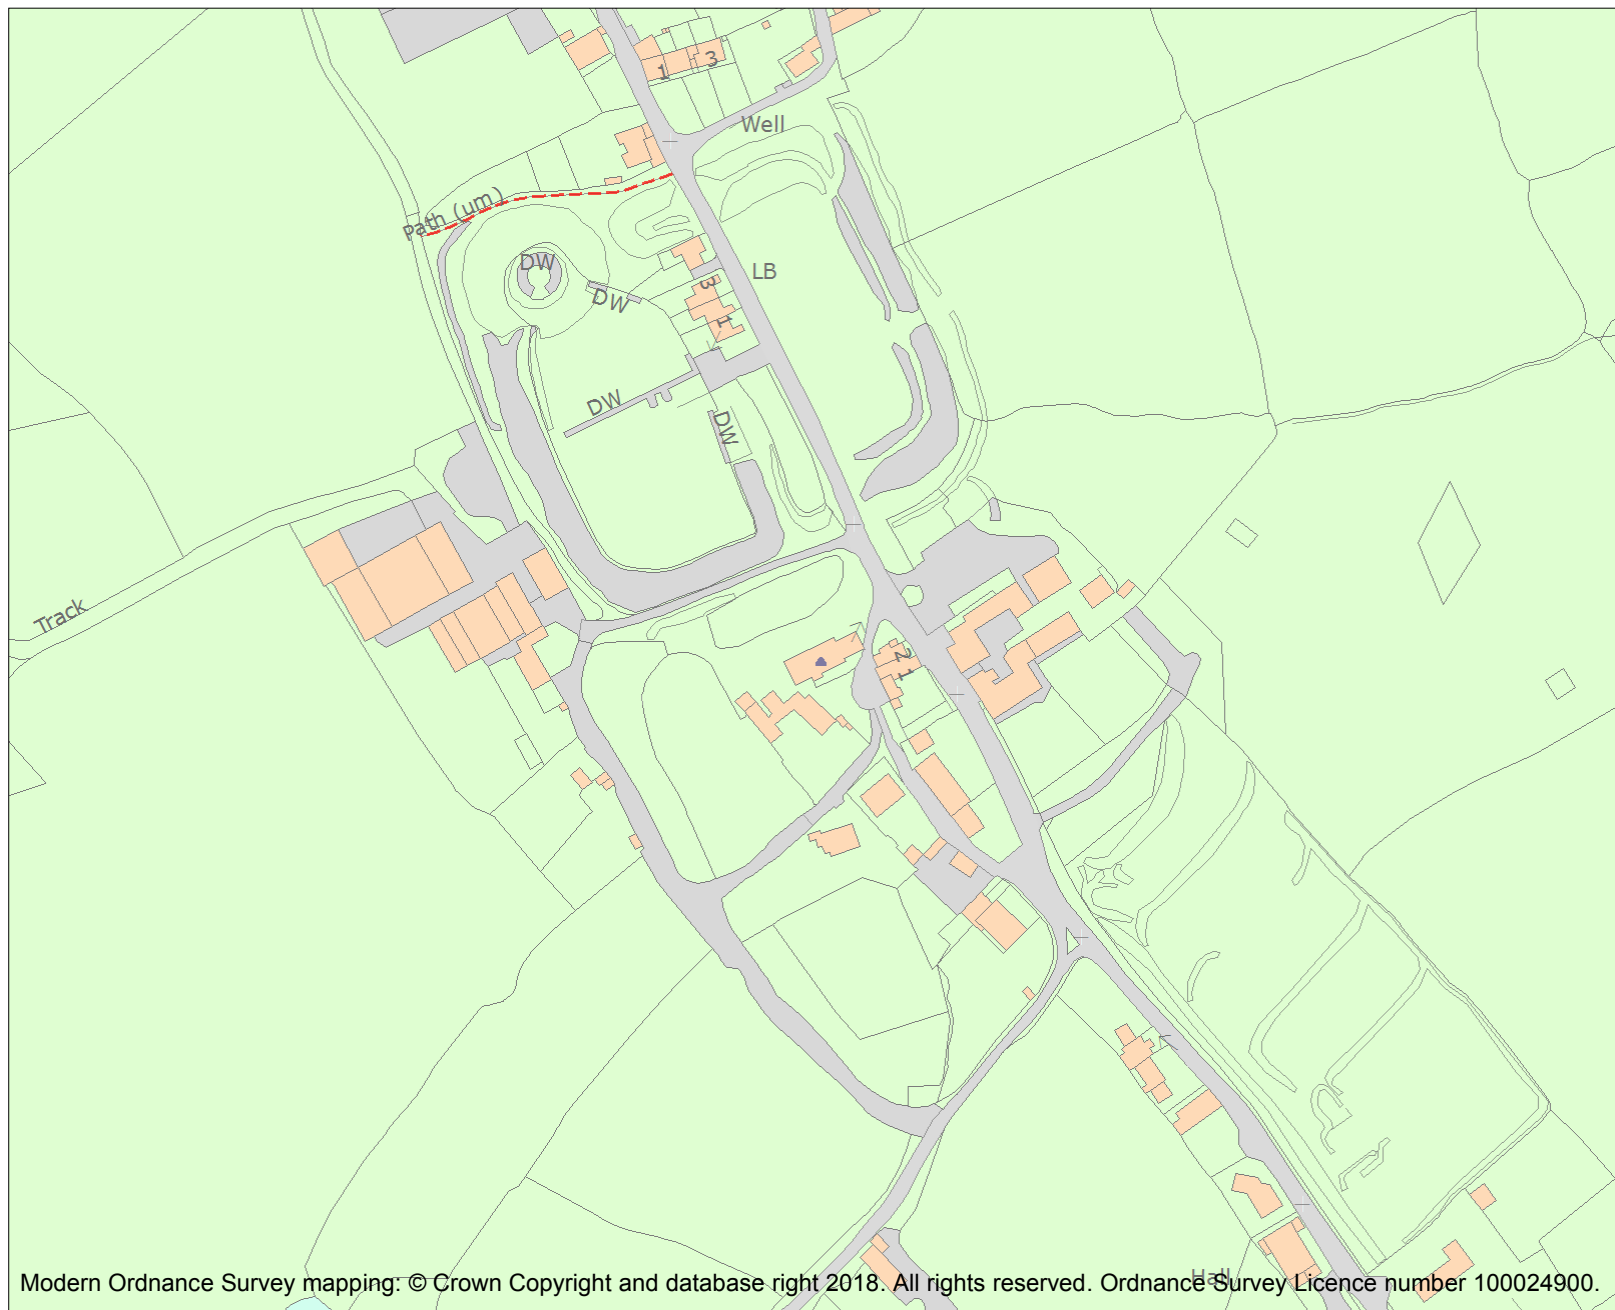 1
3
Well
Path (um)
DW
LB
DW
3
1
DW
DW
Track
2
1
Hall
Modern Ordnance Survey mapping: © Crown Copyright and database right 2018. All rights reserved. Ordnance Survey Licence number 100024900.